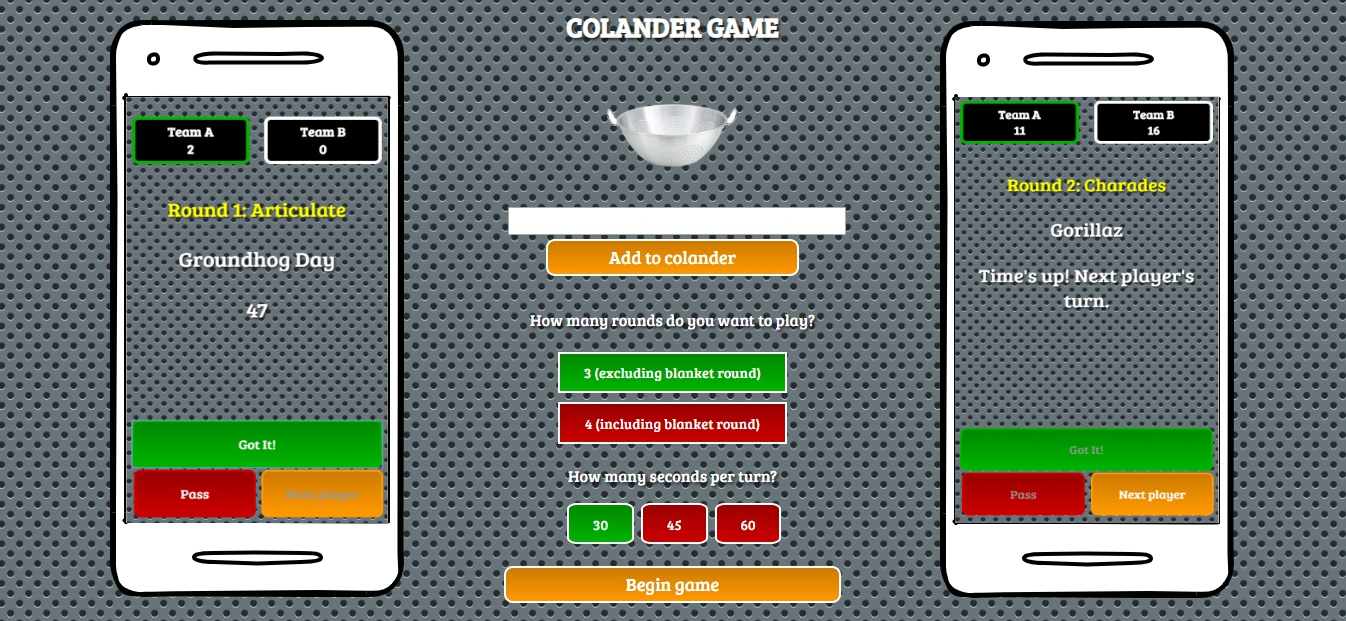 COLANDER GAME
Team A
2
Team B
0
Round 1: Articulate
Groundhog Day
47
Got It!
Pass
Next player
Add to colander
How many rounds do you want to play?
3 (excluding blanket round)
4 (including blanket round)
How many seconds per turn?
30
45
60
Begin game
Team A
11
Team B
16
Round 2: Charades
Gorillaz
Time's up! Next player's
turn.
Got It!
Pass
Next player